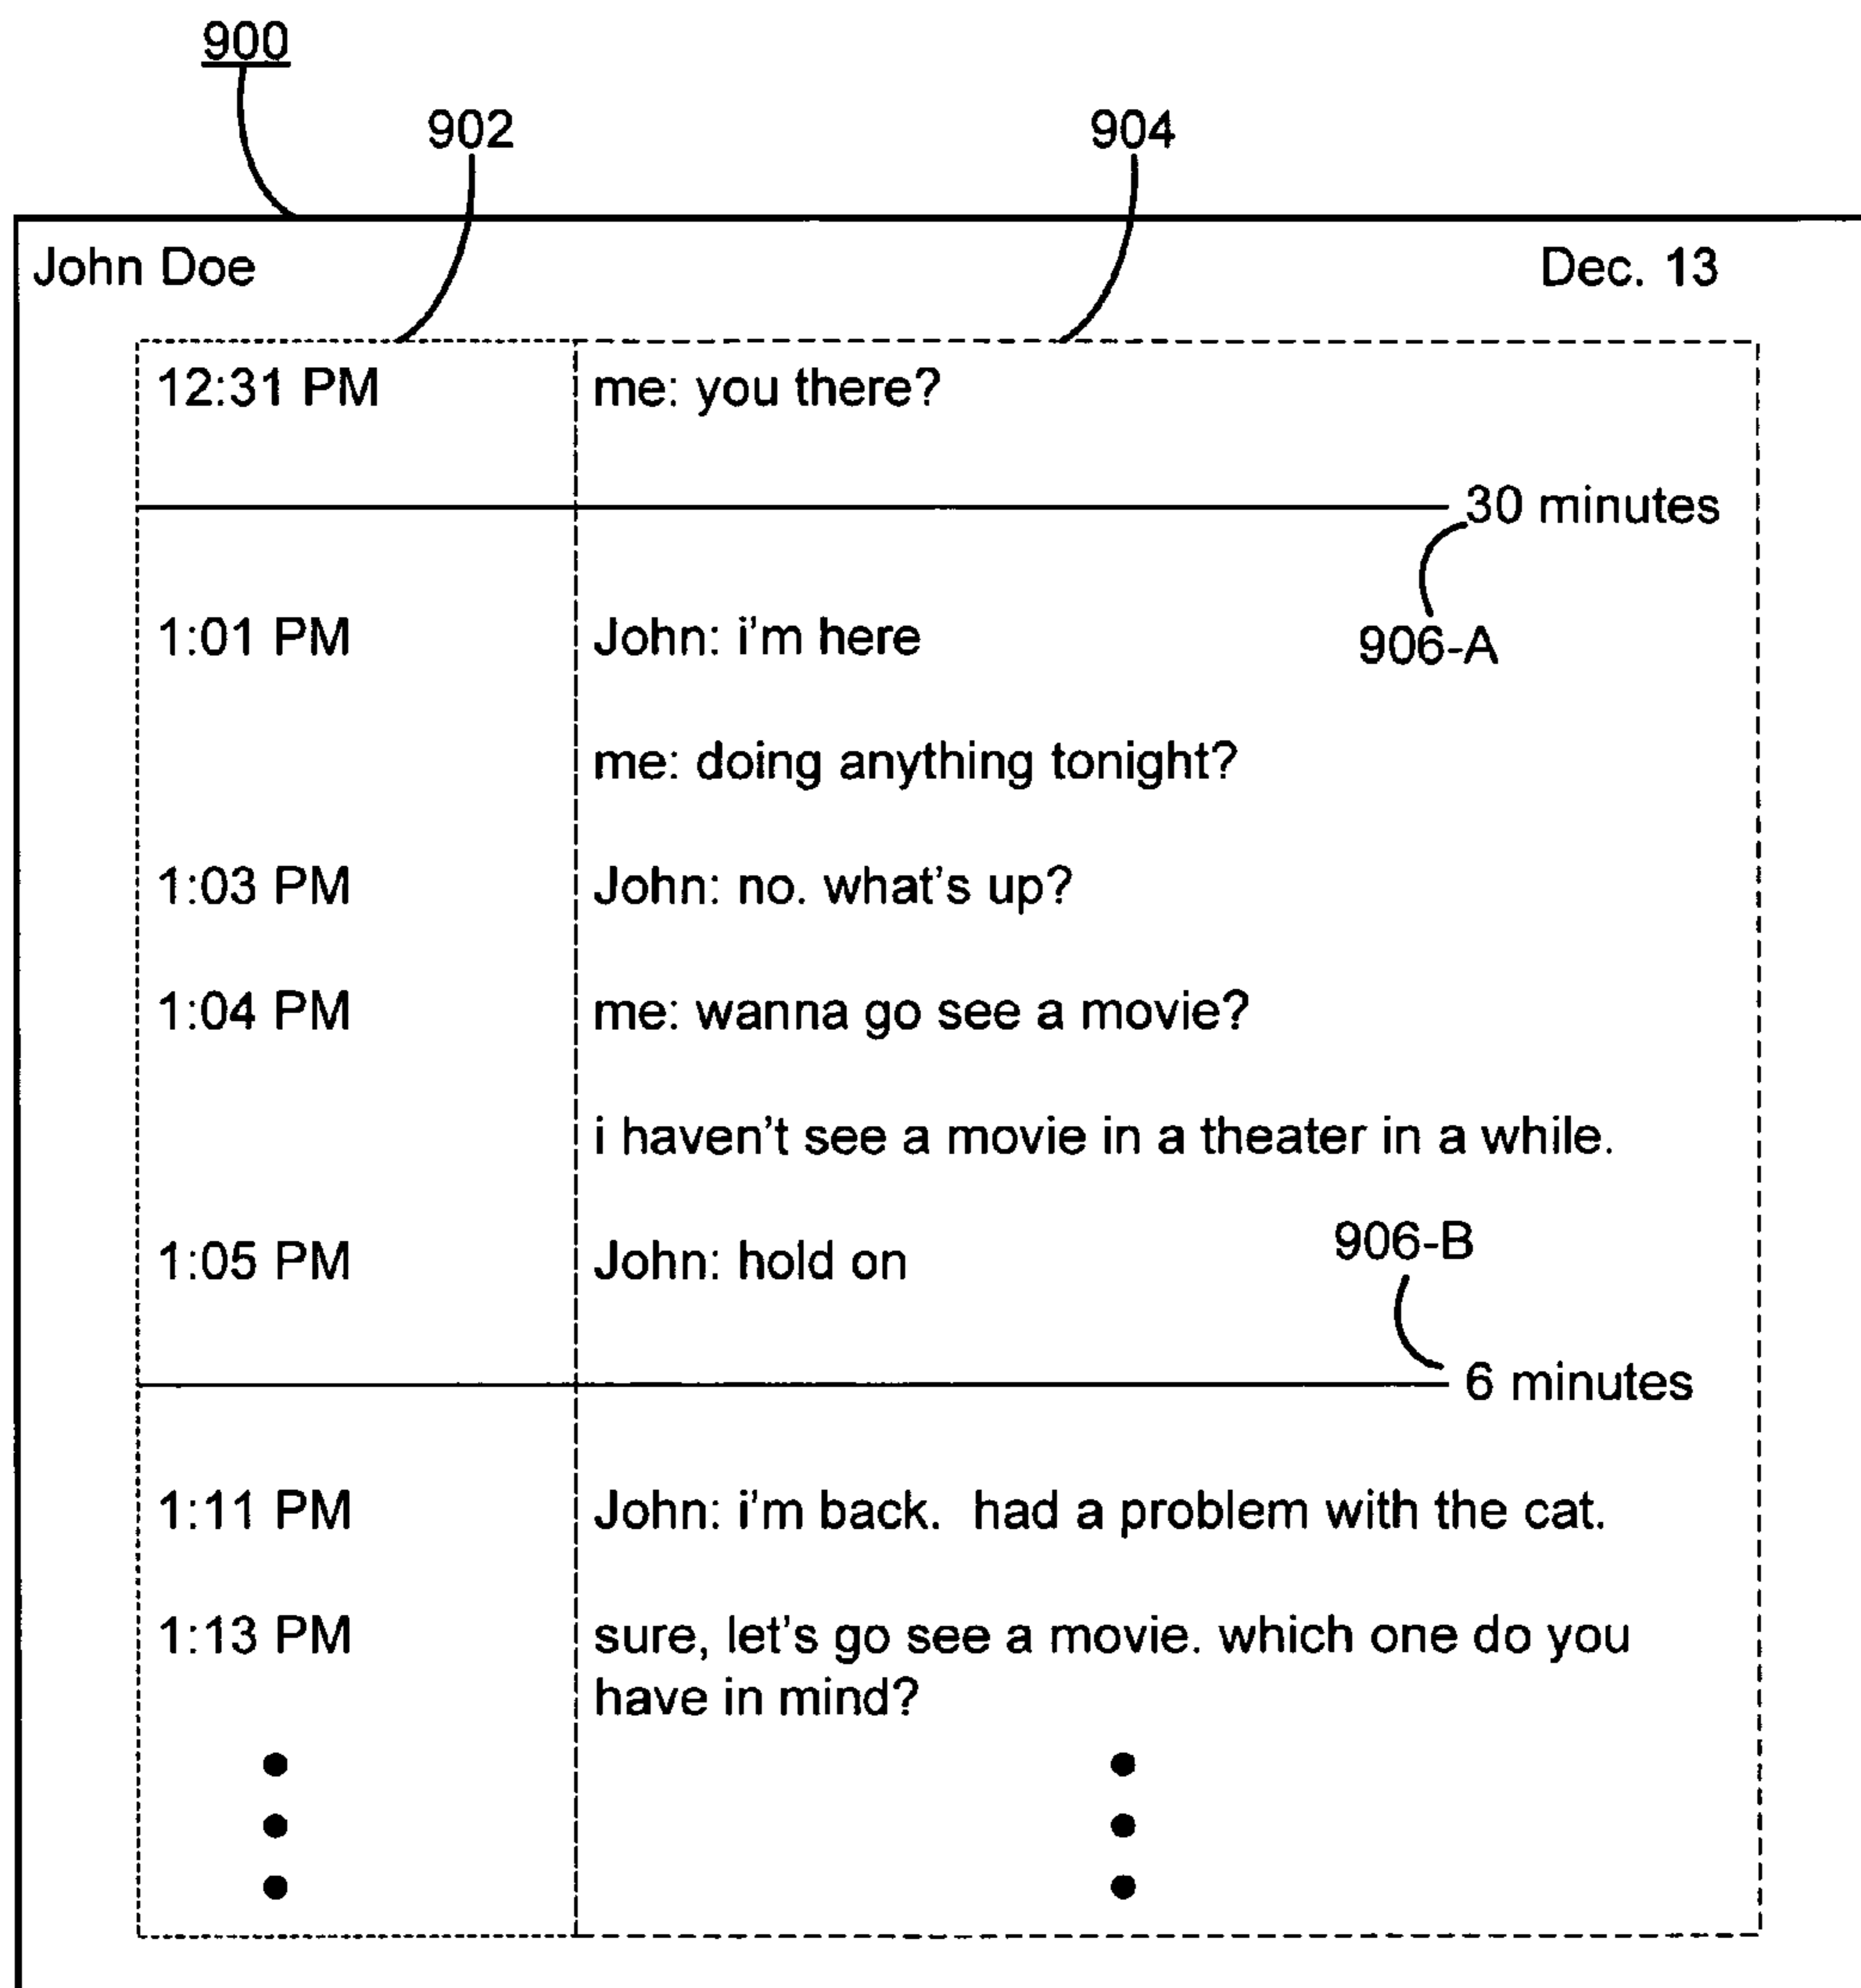 900
902 904
John Doe Dec. 13
12:31 PM me: you there?
30 minutes
1:01 PM John: i'm here 906-A
me: doing anything tonight?
1:03 PM John: no. what's up?
1:04 PM me: wanna go see a movie?
i haven't see a movie in a theater in a while.
1:05 PM John: hold on 906-B
6 minutes
1:11 PM John: i'm back. had a problem with the cat.
1:13 PM sure, let's go see a movie. which one do you
have in mind?